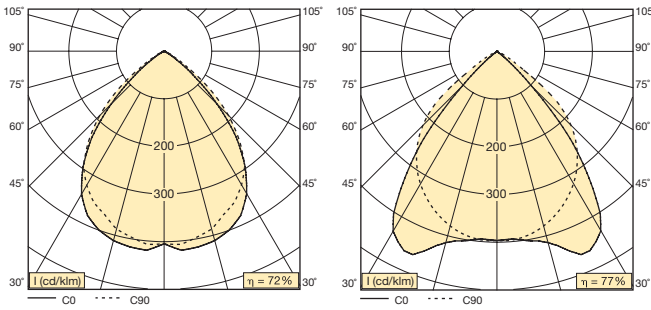 105° 105° 105° 105°
90° 90° 90° 90°
75° 75° 75° 75°
60° 60° 60° 60°
200 200
45° 45° 45° 45°
300 300
30° I (cd/klm) η = 72% 30° 30° I (cd/klm) η = 77% 30°
C0 C90 C0 C90